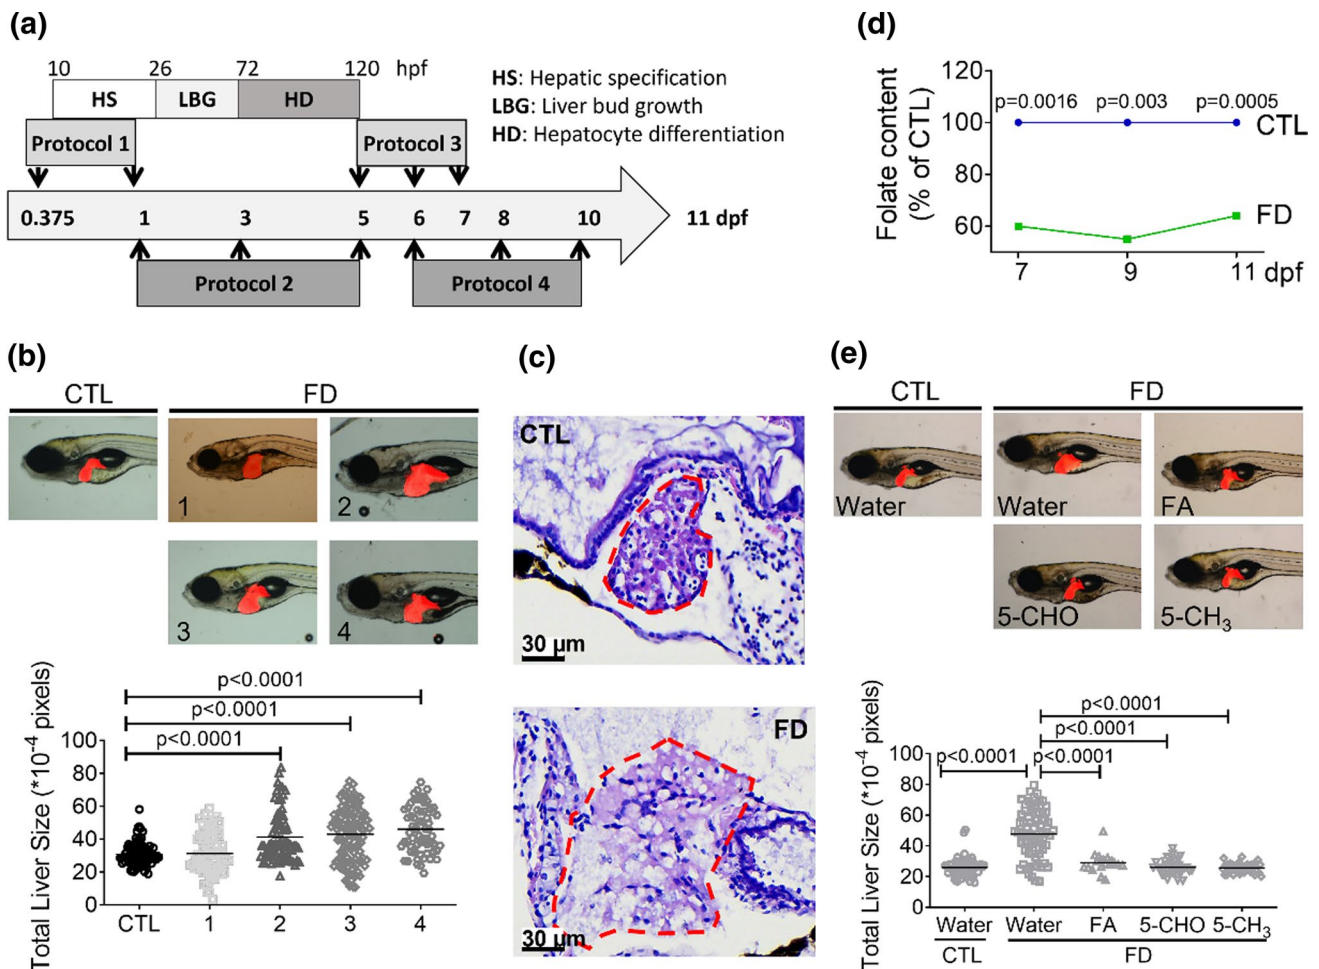 (a)
10 26 72 120 hpf
HS LBG HD
HS: Hepatic specification
LBG: Liver bud growth
HD: Hepatocyte differentiation
Protocol 1
Protocol 3
0.375 1 3 5 6 7 8 10 11 dpf
Protocol 2
Protocol 4
(d)
Folate content
(% of CTL)
120
100
80
60
p=0.0016 p=0.003 p=0.0005
CTL
FD
7 9 11 dpf
(b)
CTL FD
1
2
3
4
Total Liver Size (*10⁻⁴ pixels)
p<0.0001
p<0.0001
p<0.0001
100
80
60
40
20
0
CTL 1 2 3 4
(c)
CTL
30 µm
FD
30 µm
(e)
CTL FD
Water
Water
FA
5-CHO
5-CH₃
Total Liver Size (*10⁻⁴ pixels)
p<0.0001
p<0.0001
p<0.0001 p<0.0001
100
80
60
40
20
0
Water Water FA 5-CHO 5-CH₃
CTL FD